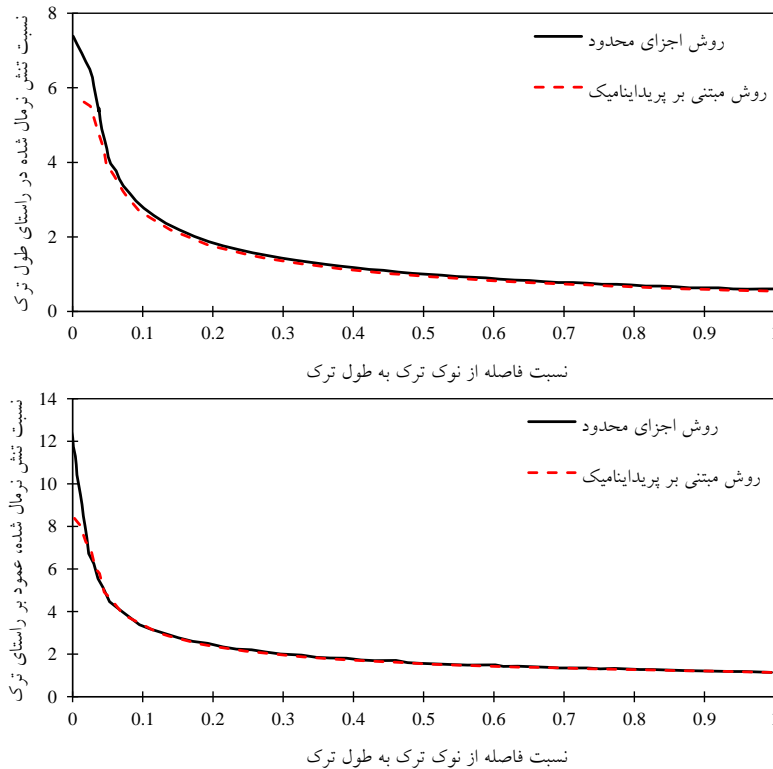 نسبت تنش نرمال شده در راستای طول ترک
8
6
4
2
0
روش اجزای محدود
روش مبتنی بر پریداینامیک
0 0.1 0.2 0.3 0.4 0.5 0.6 0.7 0.8 0.9 1
نسبت فاصله از نوک ترک به طول ترک
نسبت تنش نرمال شده، عمود بر راستای ترک
14
12
10
8
6
4
2
0
روش اجزای محدود
روش مبتنی بر پریداینامیک
0 0.1 0.2 0.3 0.4 0.5 0.6 0.7 0.8 0.9 1
نسبت فاصله از نوک ترک به طول ترک